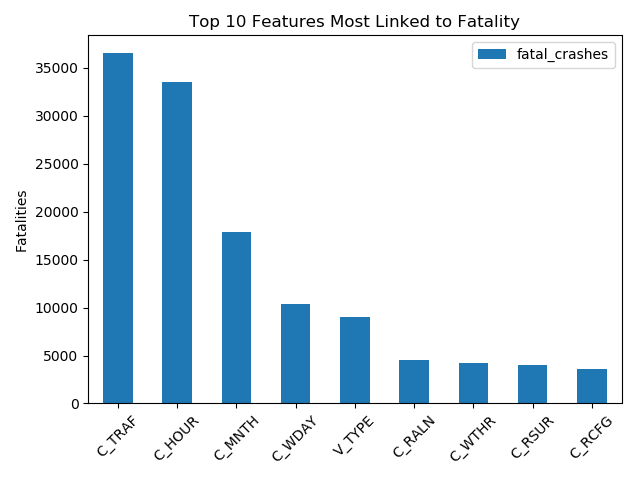 Top 10 Features Most Linked to Fatality
fatal_crashes
Fatalities
35000
30000
25000
20000
15000
10000
5000
0
C_TRAF
C_HOUR
C_MNTH
C_WDAY
V_TYPE
C_RALN
C_WTHR
C_RSUR
C_RCFG